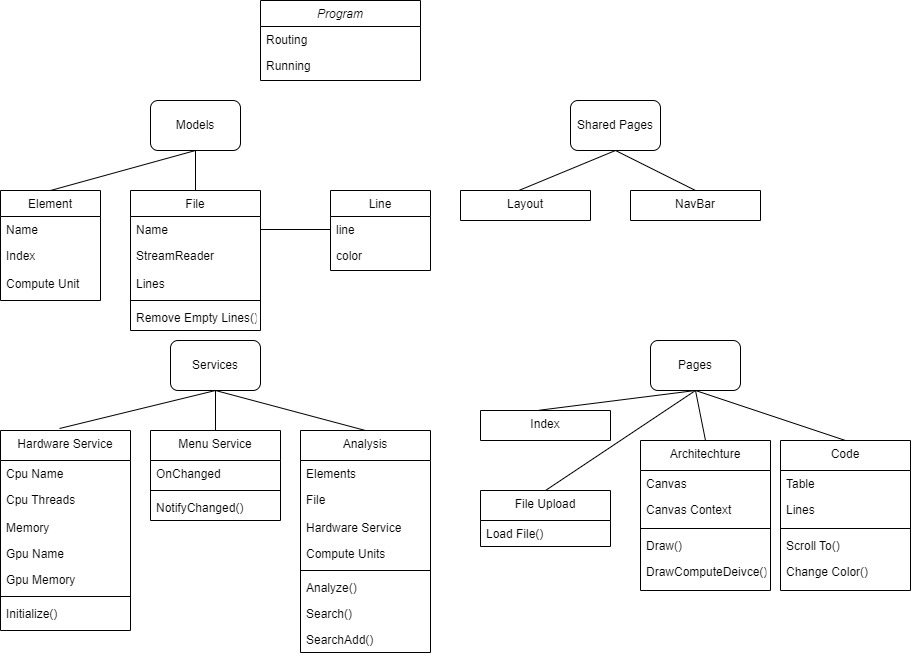 Program
Routing
Running
Models
Shared Pages
Element
Name
Index
Compute Unit
File
Name
StreamReader
Lines
Remove Empty Lines()
Line
line
color
Layout
NavBar
Services
Pages
Hardware Service
Cpu Name
Cpu Threads
Memory
Gpu Name
Gpu Memory
Initialize()
Menu Service
OnChanged
NotifyChanged()
Analysis
Elements
File
Hardware Service
Compute Units
Analyze()
Search()
SearchAdd()
Index
File Upload
Load File()
Architechture
Canvas
Canvas Context
Draw()
DrawComputeDeivce()
Code
Table
Lines
Scroll To()
Change Color()